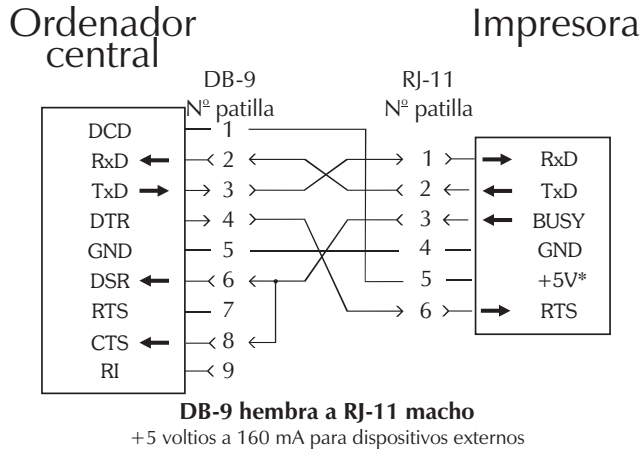 Ordenador central
Impresora
DB-9
Nº patilla
RJ-11
Nº patilla
DCD 1
RxD 2 1 RxD
TxD 3 2 TxD
DTR 4 3 BUSY
GND 5 4 GND
DSR 6 5 +5V*
RTS 7 6 RTS
CTS 8
RI 9
DB-9 hembra a RJ-11 macho
+5 voltios a 160 mA para dispositivos externos